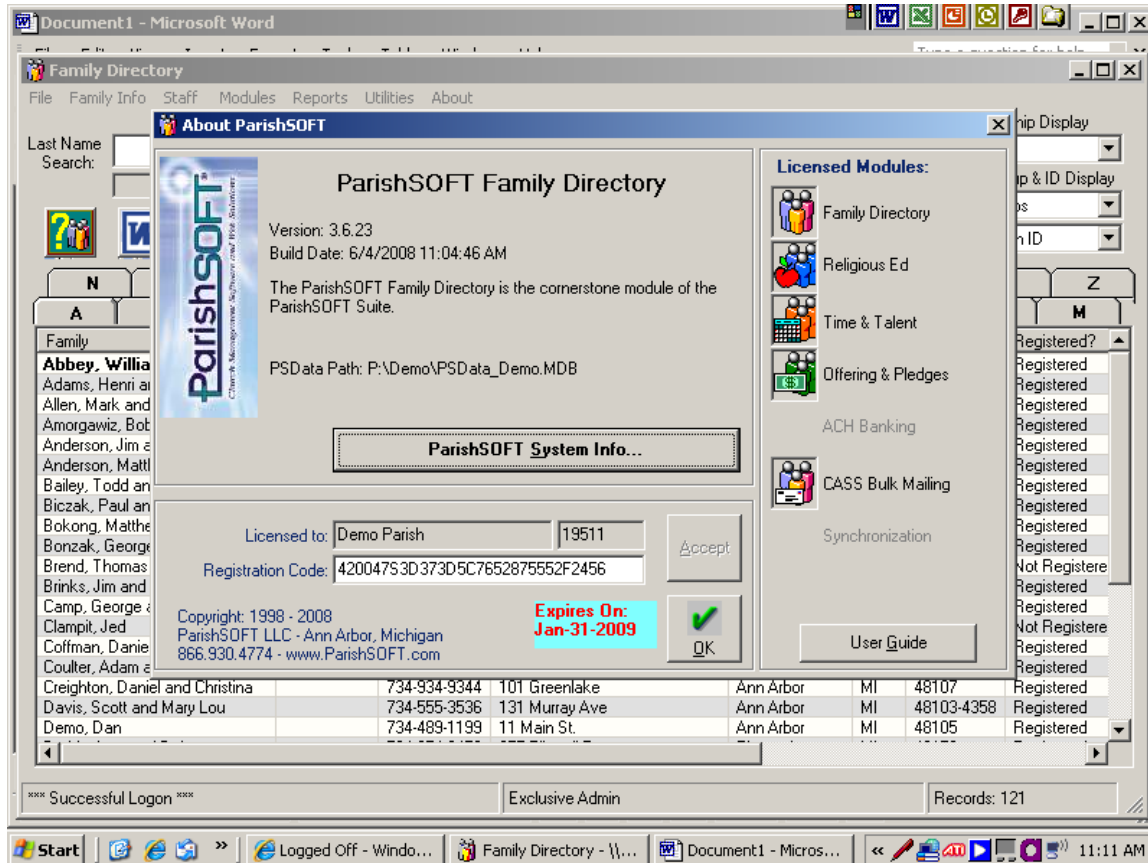 Document1 - Microsoft Word
Family Directory
File Family Info Staff Modules Reports Utilities About
About ParishSOFT
Last Name
Search:
hip Display
up & ID Display
n ID
ParishSOFT
Church Management Software and Web Solutions
ParishSOFT Family Directory
Version: 3.6.23
Build Date: 6/4/2008 11:04:46 AM
The ParishSOFT Family Directory is the cornerstone module of the
ParishSOFT Suite.
PSData Path: P:\Demo\PSData_Demo.MDB
ParishSOFT System Info...
Licensed Modules:
Family Directory
Religious Ed
Time & Talent
Offering & Pledges
ACH Banking
CASS Bulk Mailing
Synchronization
User Guide
Licensed to: Demo Parish 19511
Accept
Registration Code: 420047S3D373D5C7652875552F2456
Copyright: 1998 - 2008
ParishSOFT LLC - Ann Arbor, Michigan
866.930.4774 - www.ParishSOFT.com
Expires On:
Jan-31-2009
OK
N Z
A M
Family Registered?
Abbey, Willia Registered
Adams, Henri a Registered
Allen, Mark and Registered
Amorgawiz, Bob Registered
Anderson, Jim a Registered
Anderson, Matt Registered
Bailey, Todd an Registered
Biczak, Paul an Registered
Bokong, Matthe Registered
Bonzak, George Registered
Brend, Thomas Not Registere
Brinks, Jim and Registered
Camp, George a Registered
Clampit, Jed Not Registere
Coffman, Danie Registered
Coulter, Adam a Registered
Creighton, Daniel and Christina 734-934-9344 101 Greenlake Ann Arbor MI 48107 Registered
Davis, Scott and Mary Lou 734-555-3536 131 Murray Ave Ann Arbor MI 48103-4358 Registered
Demo, Dan 734-489-1199 11 Main St. Ann Arbor MI 48105 Registered
*** Successful Logon *** Exclusive Admin Records: 121
Start Logged Off - Windo... Family Directory - \\... Document1 - Micros... 11:11 AM